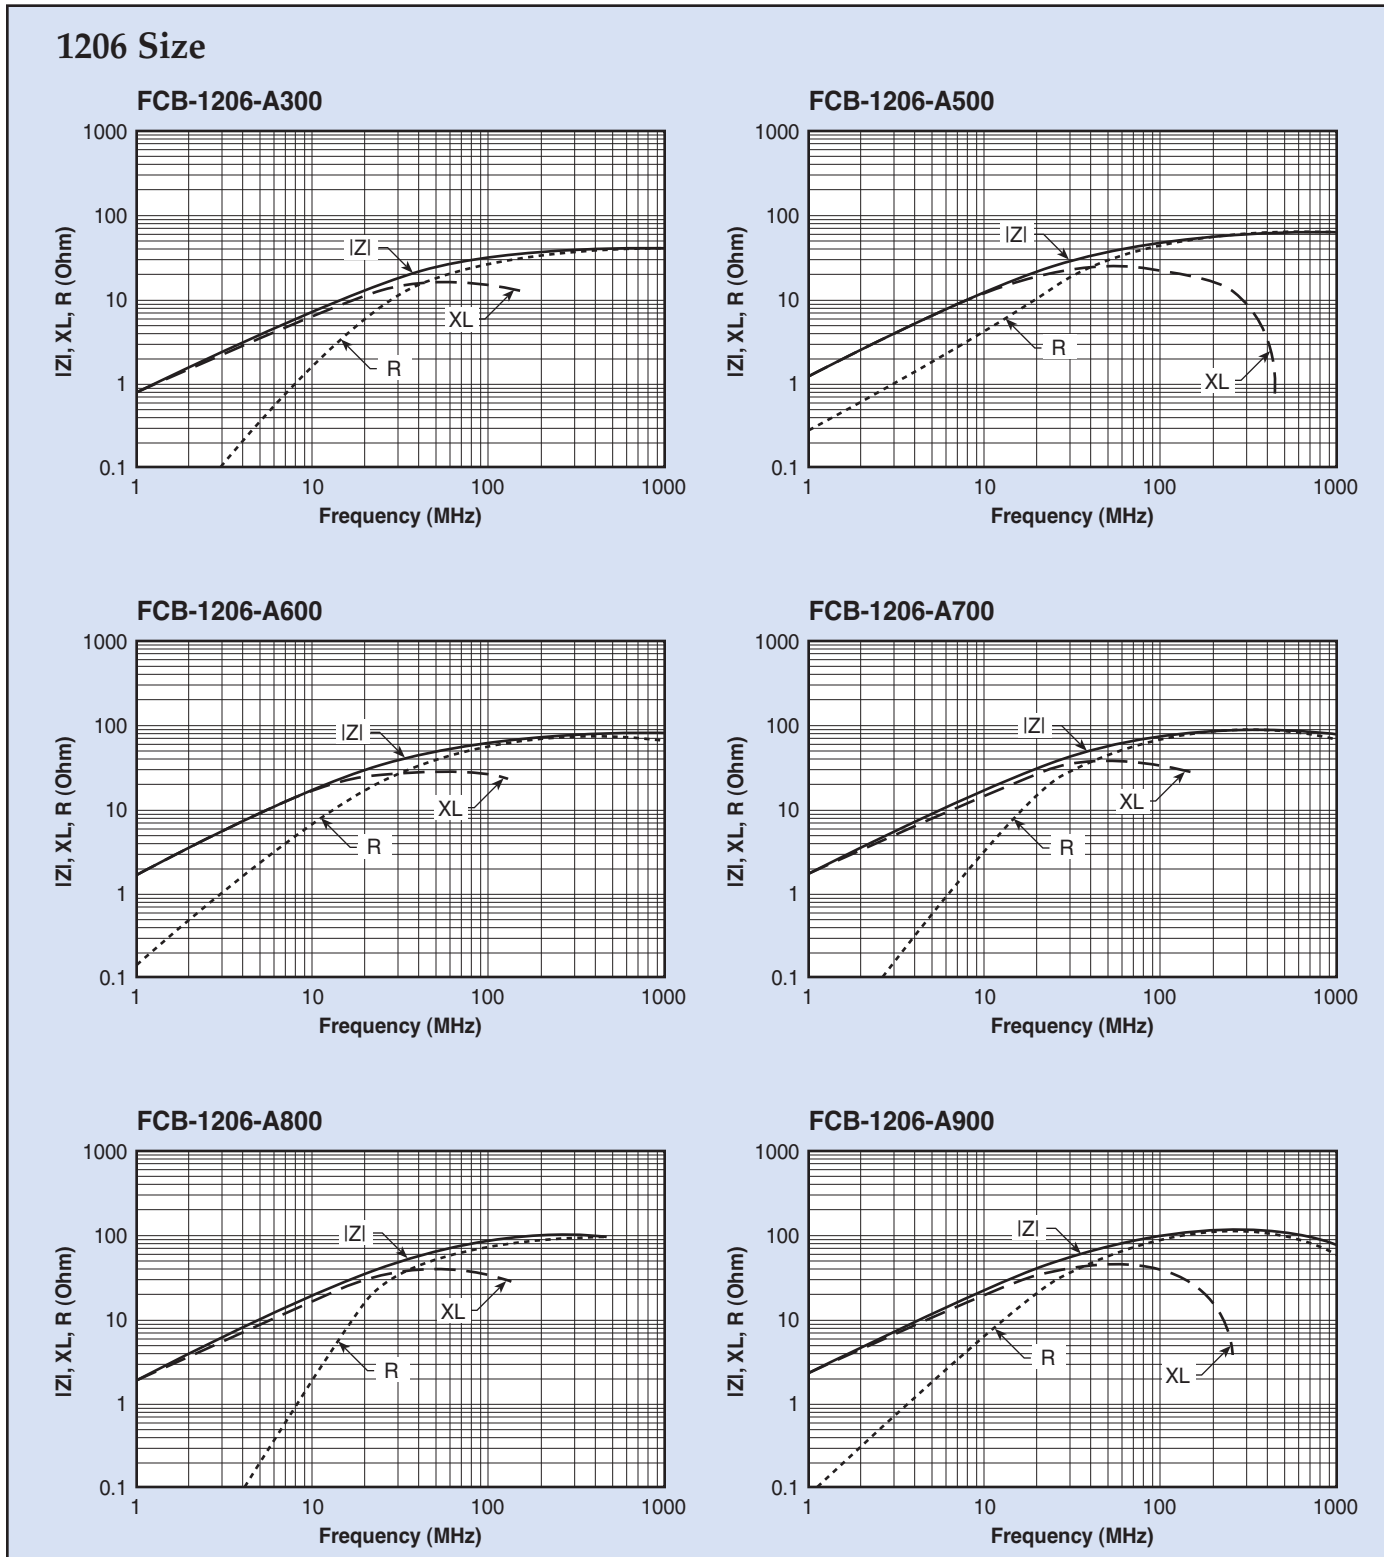 1206 Size
FCB-1206-A300
1000
100
10
1
0.1
|Z|, XL, R (Ohm)
|Z|
XL
R
1 10 100 1000
Frequency (MHz)
FCB-1206-A500
1000
100
10
1
0.1
|Z|, XL, R (Ohm)
|Z|
R
XL
1 10 100 1000
Frequency (MHz)
FCB-1206-A600
1000
100
10
1
0.1
|Z|, XL, R (Ohm)
|Z|
XL
R
1 10 100 1000
Frequency (MHz)
FCB-1206-A700
1000
100
10
1
0.1
|Z|, XL, R (Ohm)
|Z|
XL
R
1 10 100 1000
Frequency (MHz)
FCB-1206-A800
1000
100
10
1
0.1
|Z|, XL, R (Ohm)
|Z|
XL
R
1 10 100 1000
Frequency (MHz)
FCB-1206-A900
1000
100
10
1
0.1
|Z|, XL, R (Ohm)
|Z|
R
XL
1 10 100 1000
Frequency (MHz)